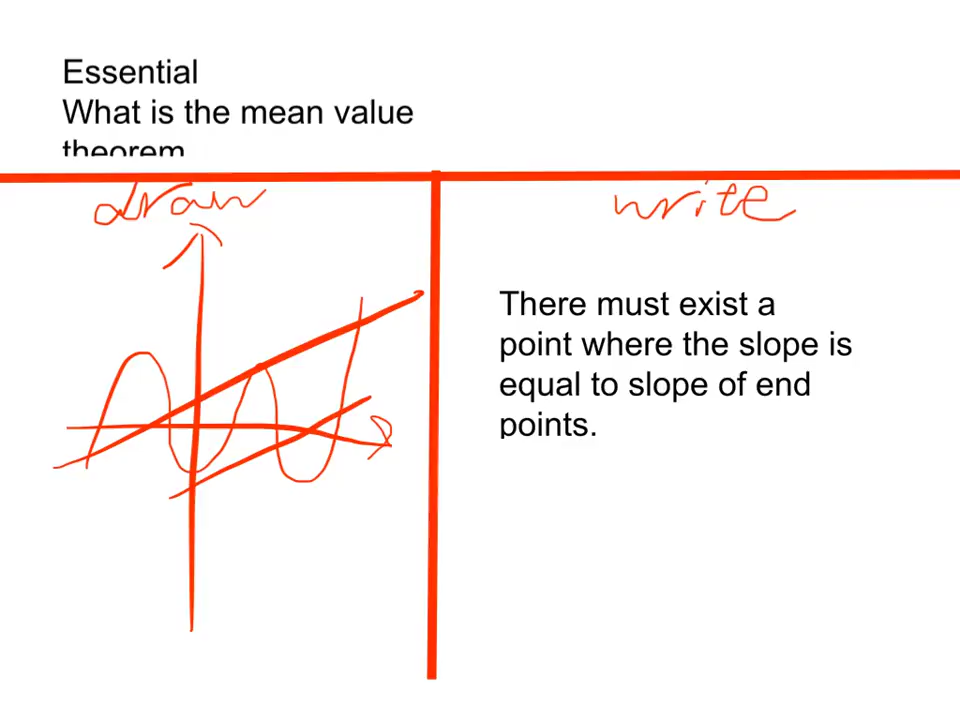 Essential
What is the mean value
theorem
draw
write
There must exist a
point where the slope is
equal to slope of end
points.